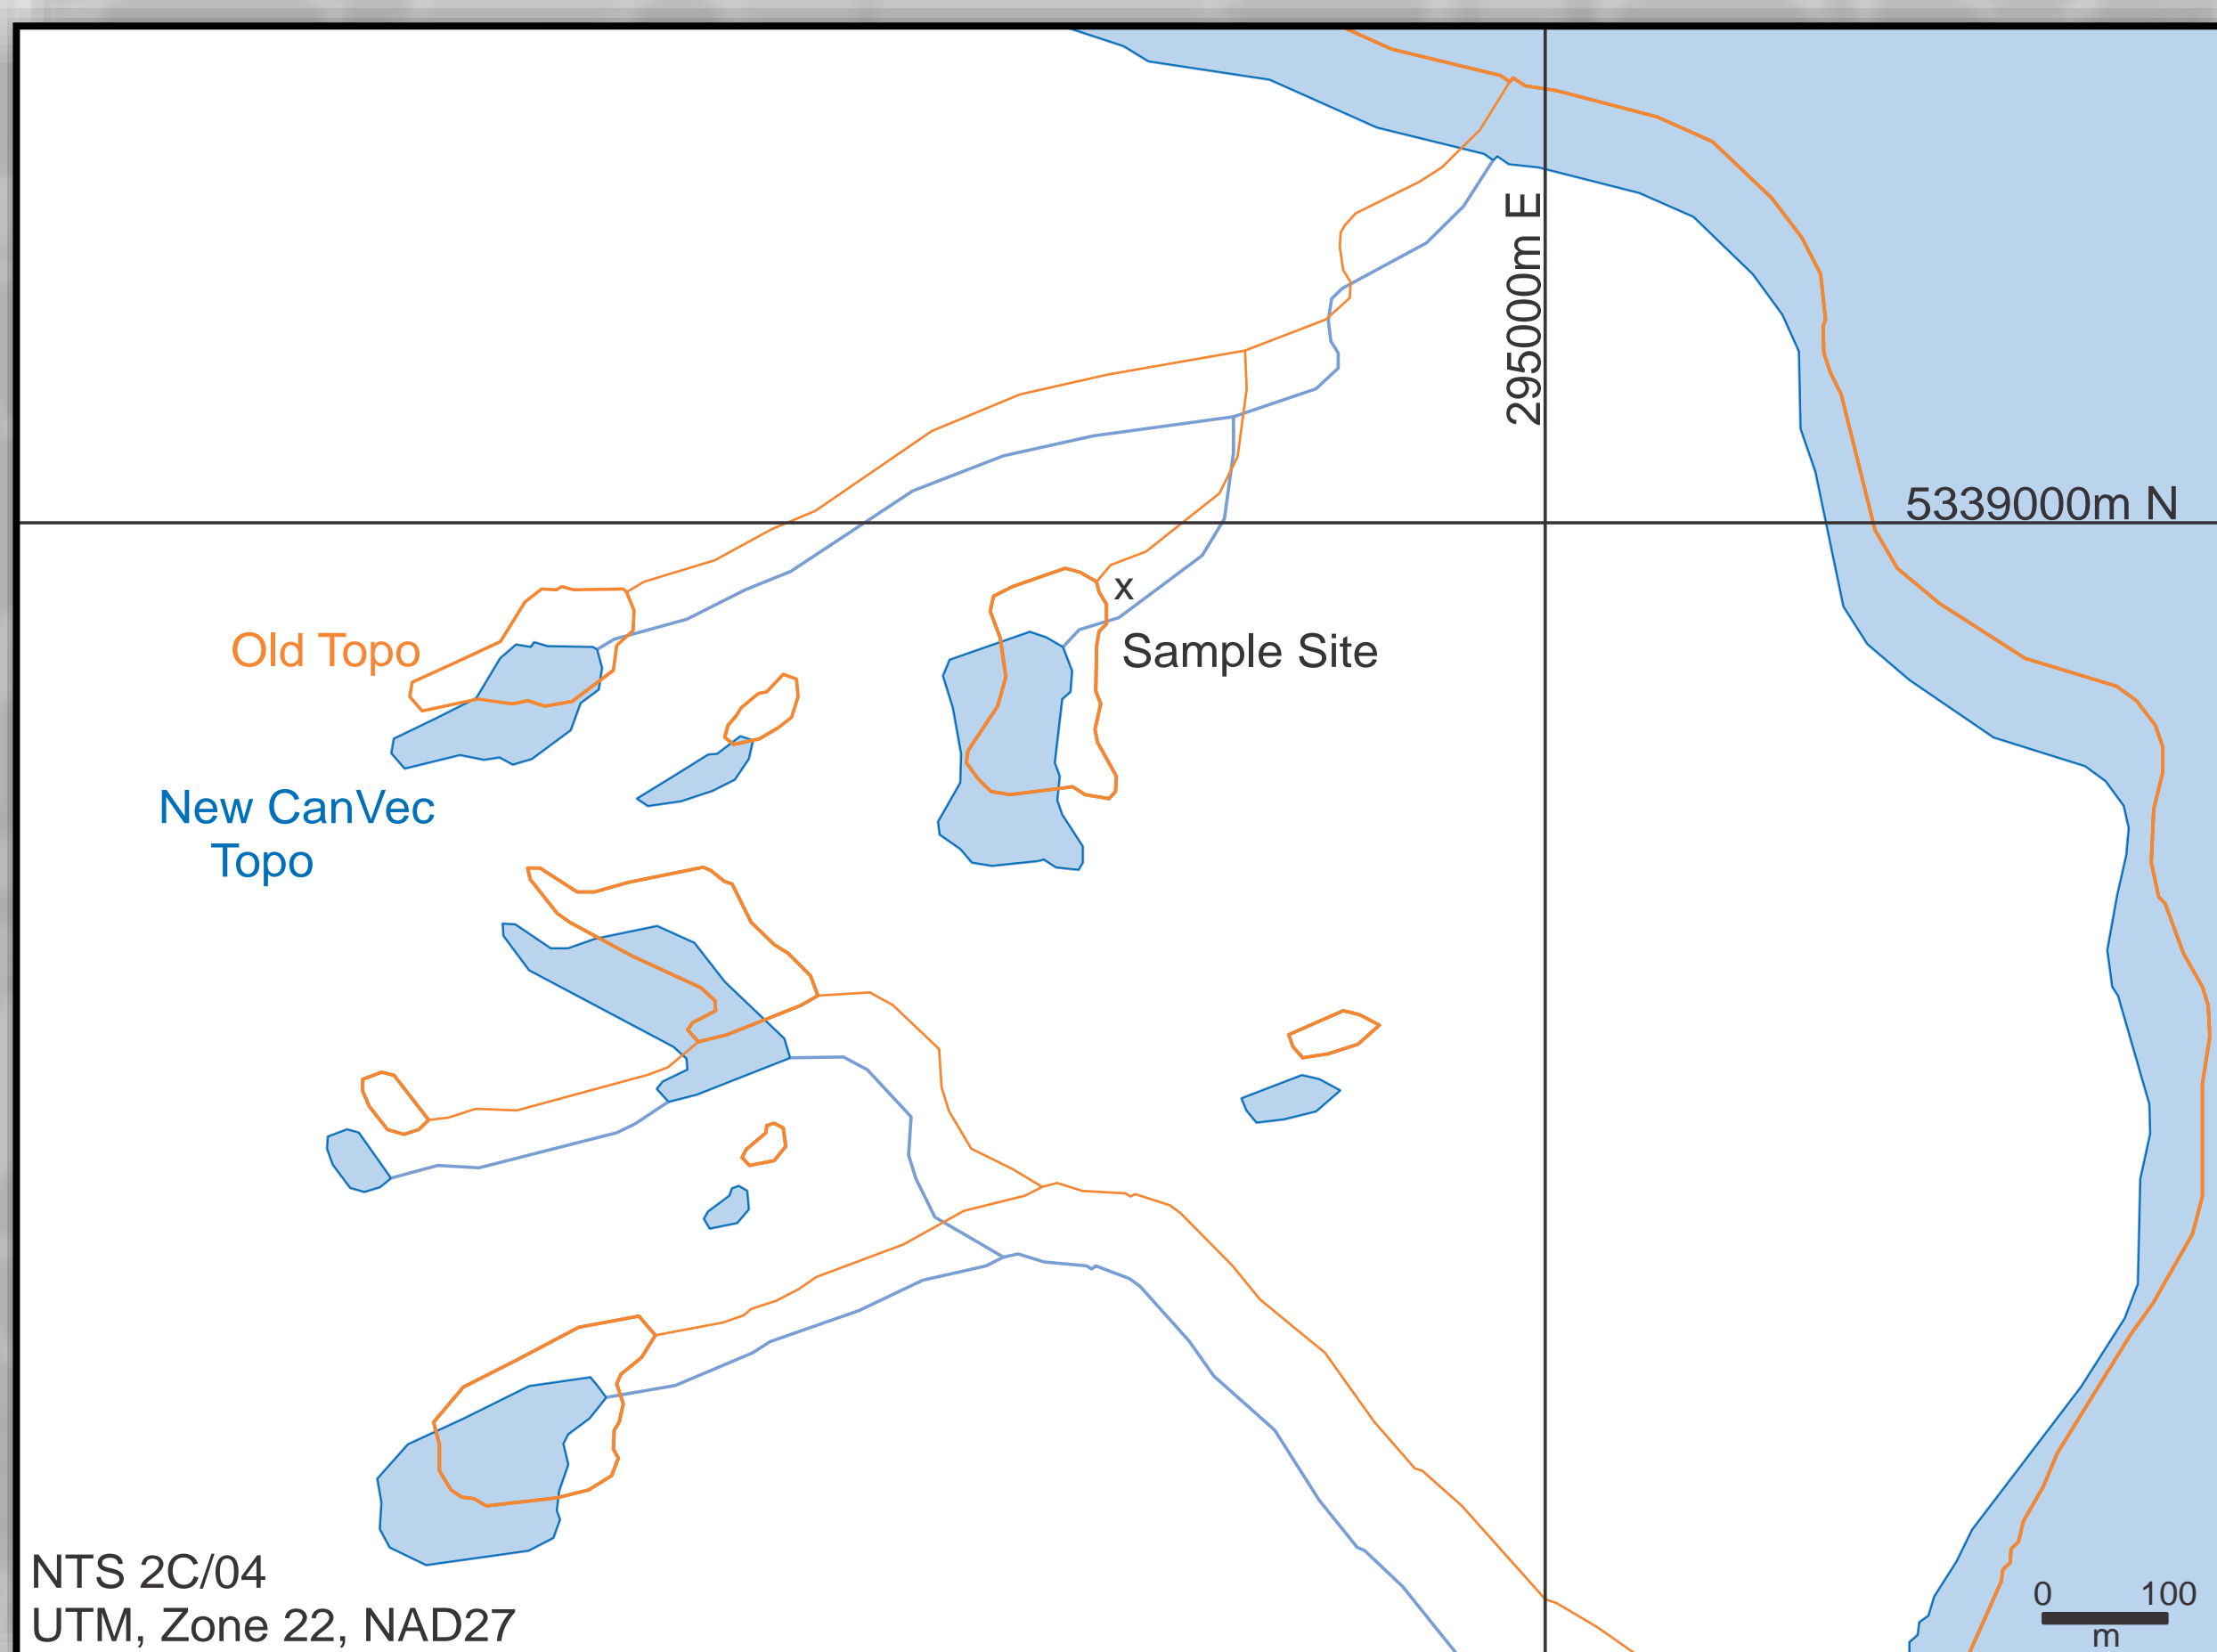 295000m E
5339000m N
x
Sample Site
Old Topo
New CanVec
Topo
NTS 2C/04
UTM, Zone 22, NAD27
0 100
m